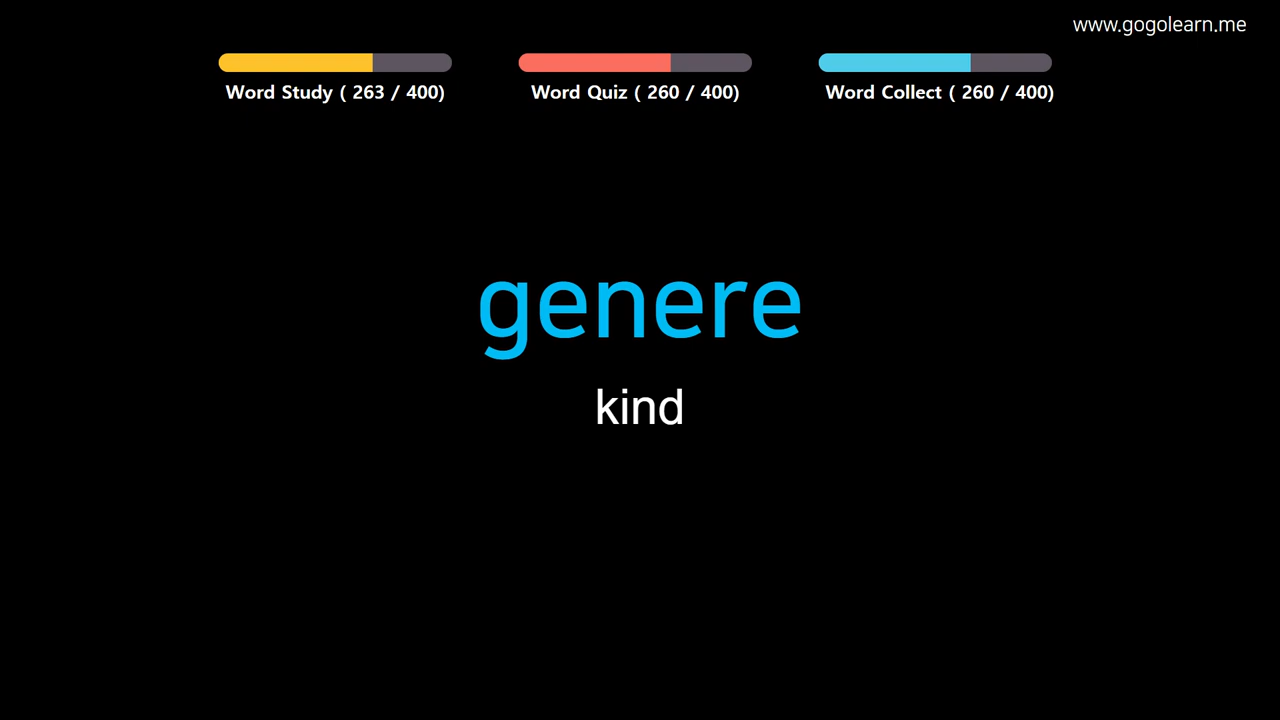 www.gogolearn.me
Word Study ( 263 / 400)
Word Quiz ( 260 / 400)
Word Collect ( 260 / 400)
genere
kind